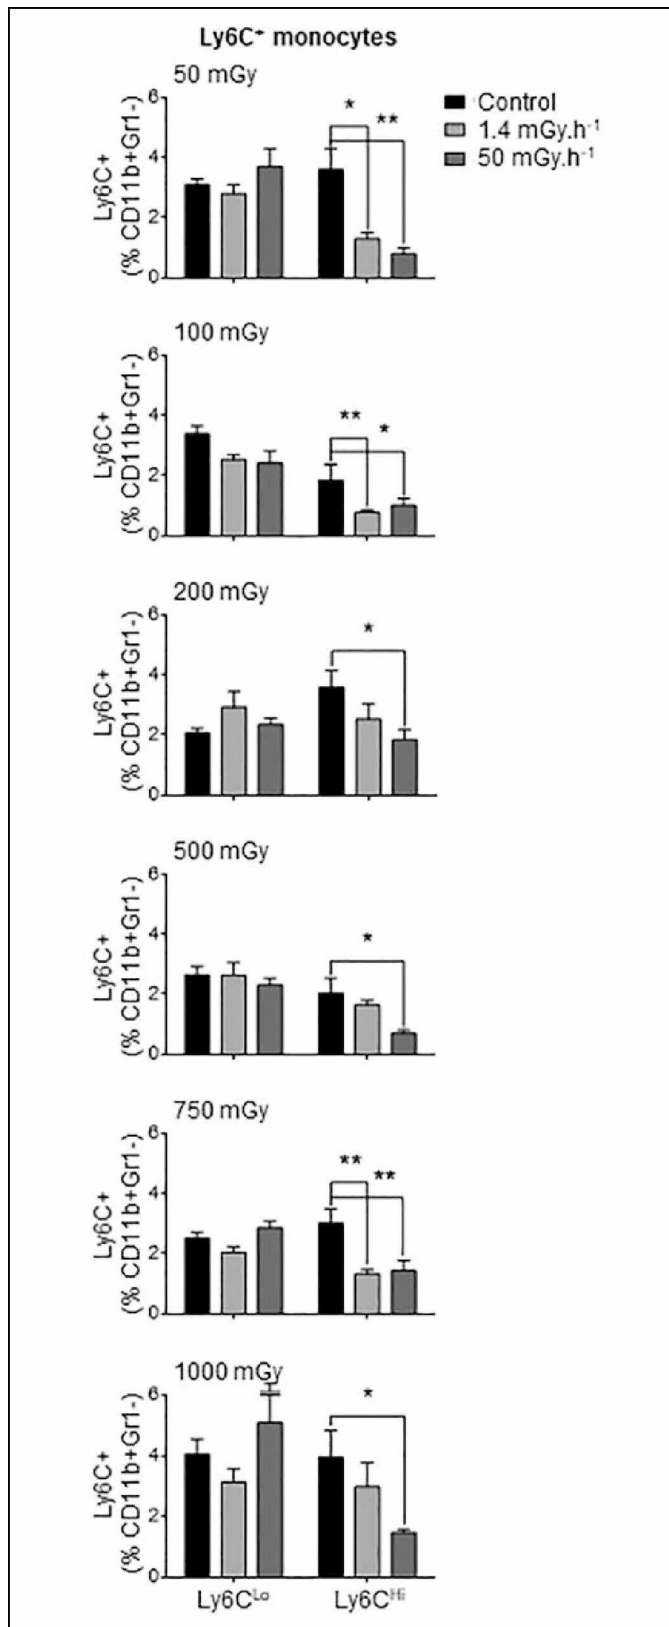 Ly6C⁺ monocytes
50 mGy
Control
1.4 mGy.h⁻¹
50 mGy.h⁻¹
* **
Ly6C+
(% CD11b+Gr1-)
6
4
2
0
100 mGy
** *
Ly6C+
(% CD11b+Gr1-)
6
4
2
0
200 mGy
*
Ly6C+
(% CD11b+Gr1-)
6
4
2
0
500 mGy
*
Ly6C+
(% CD11b+Gr1-)
6
4
2
0
750 mGy
** **
Ly6C+
(% CD11b+Gr1-)
6
4
2
0
1000 mGy
*
Ly6C+
(% CD11b+Gr1-)
6
4
2
0
Ly6Cᴸᵒ Ly6Cᴴⁱ